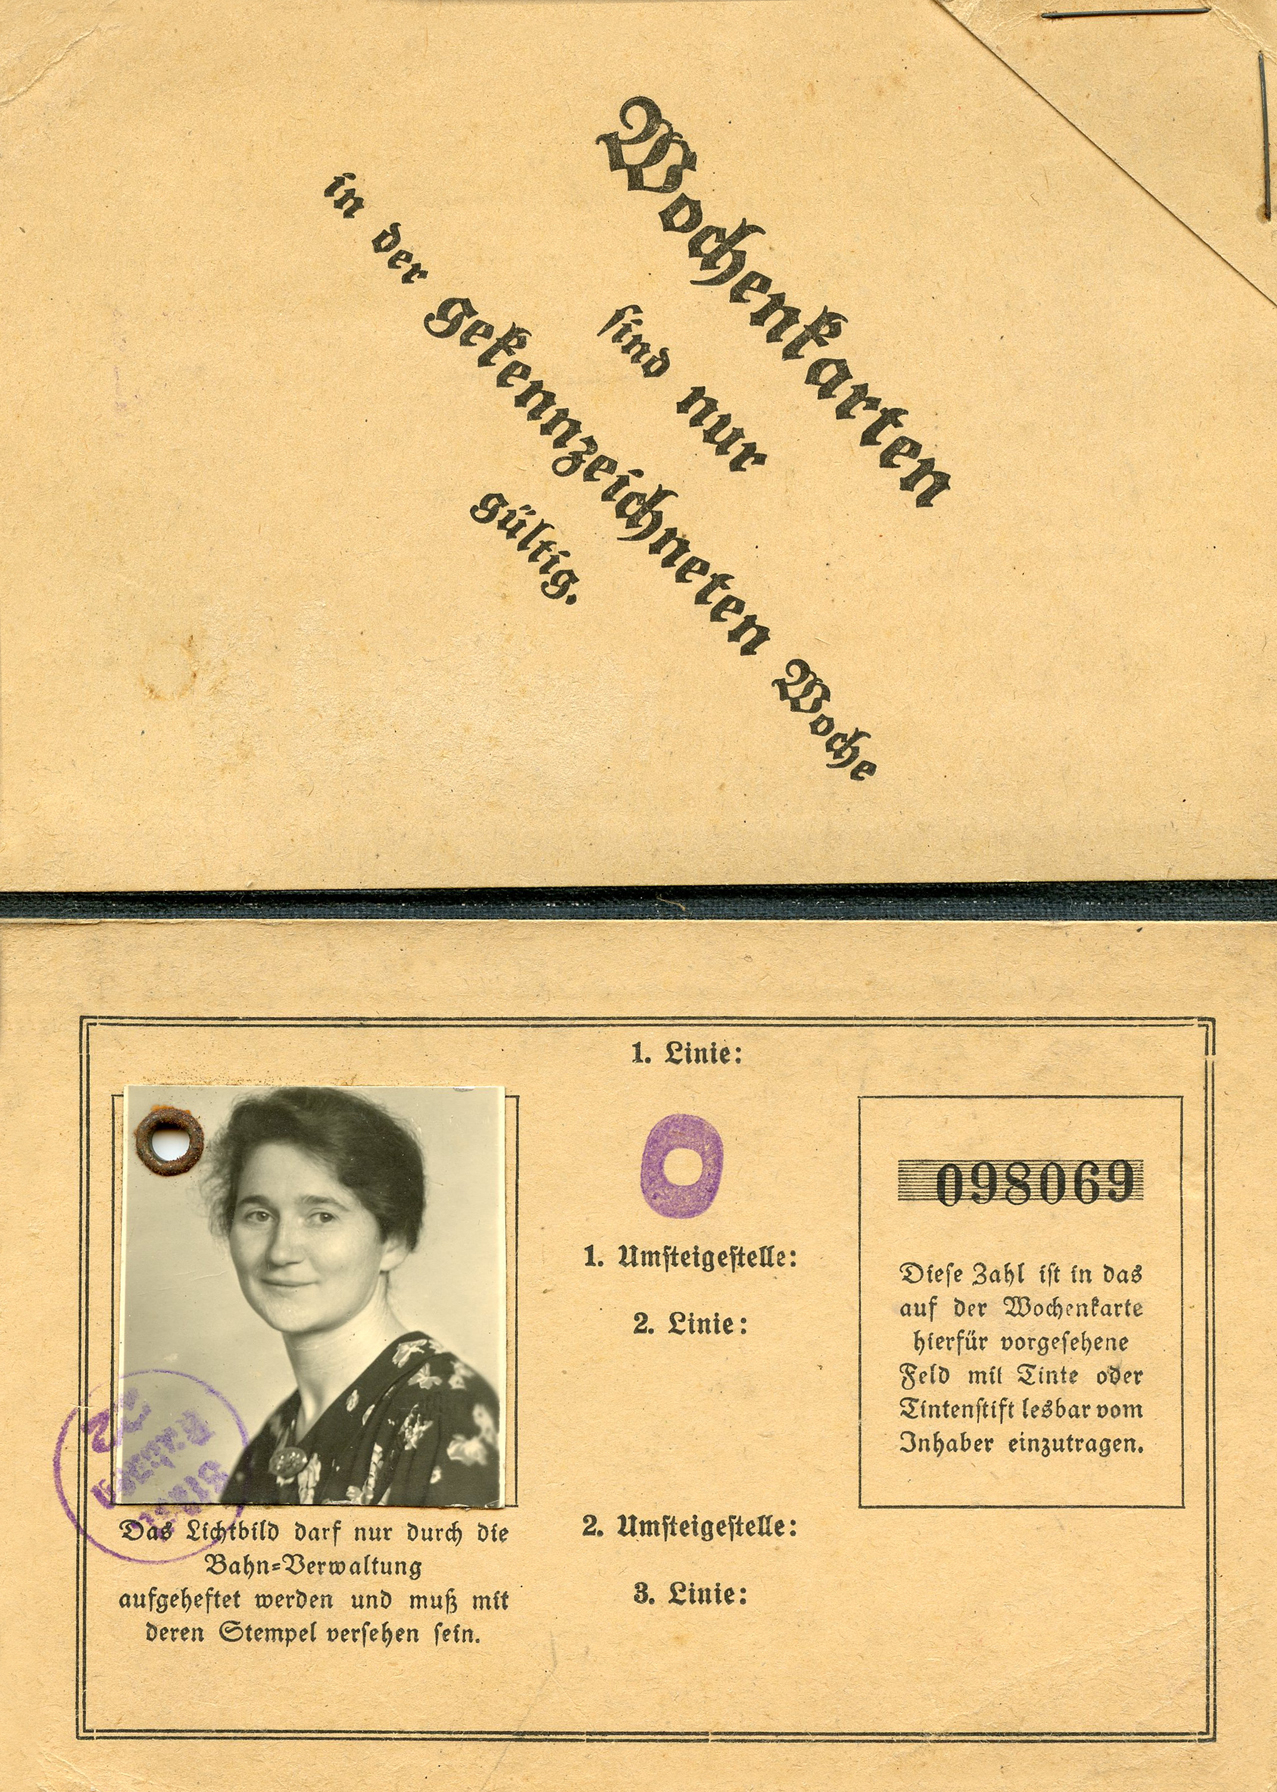 Wochenkarten
sind nur
in der gekennzeichneten Woche
gültig.
1. Linie:
0
1. Umsteigestelle:
2. Linie:
2. Umsteigestelle:
3. Linie:
098069
Diese Zahl ist in das
auf der Wochenkarte
hierfür vorgesehene
Feld mit Tinte oder
Tintenstift lesbar vom
Inhaber einzutragen.
Das Lichtbild darf nur durch die
Bahn-Verwaltung
aufgeheftet werden und muß mit
deren Stempel versehen sein.